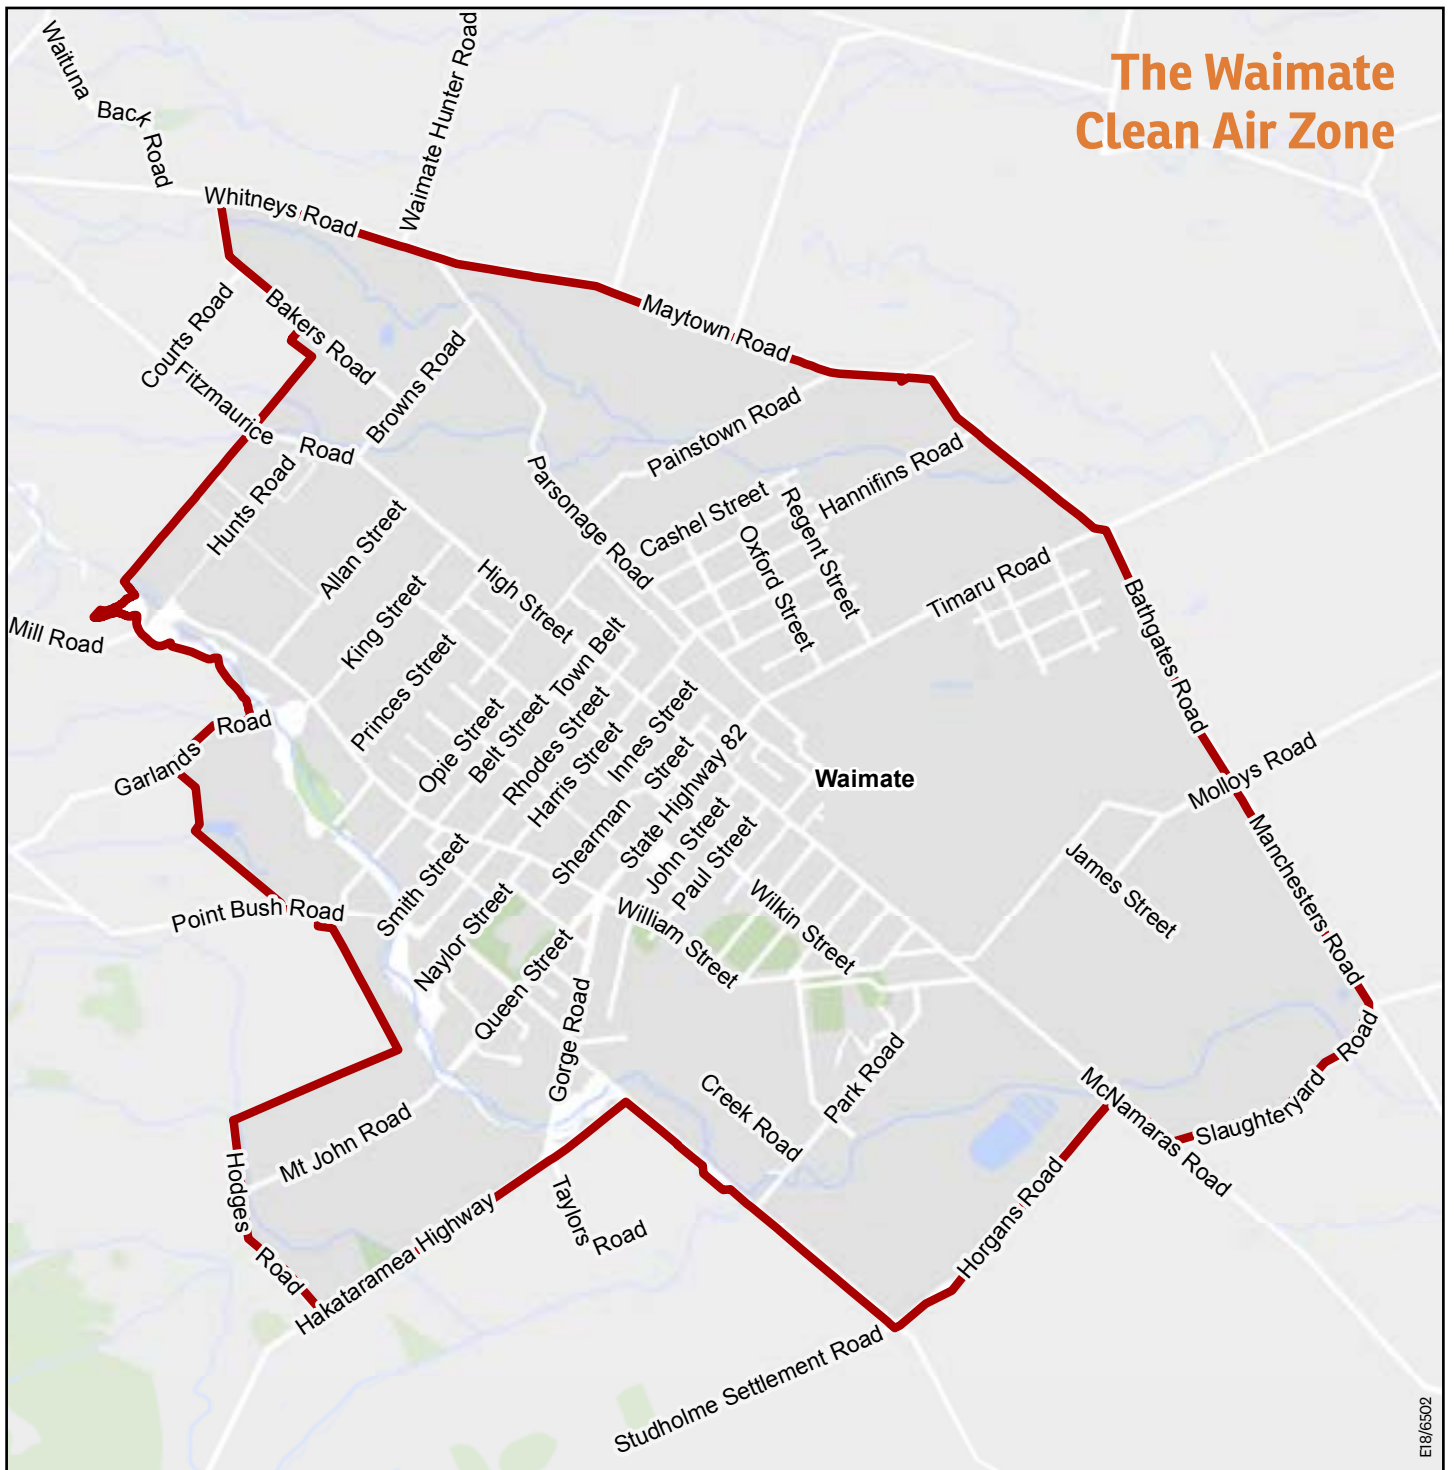 The Waimate
Clean Air Zone
Waituna
Back
Road
Waimate Hunter Road
Whitneys Road
Courts Road
Bakers Road
Fitzmaurice
Road
Browns Road
Maytown Road
Painstown Road
Hannifins Road
Parsonage Road
Cashel Street
Regent Street
Oxford Street
Timaru Road
Hunts Road
Allan Street
High Street
King Street
Town Belt
Princes Street
Mill Road
Bathgates Road
Garlands
Road
Opie Street
Belt Street
Rhodes Street
Harris Street
Innes Street
Shearman
Street
State Highway 82
John Street
Paul Street
Waimate
Molloys Road
Manchesters Road
James Street
Smith Street
Naylor Street
Queen Street
William Street
Wilkin Street
Point Bush Road
Gorge Road
Creek Road
Park Road
McNamaras Road
Slaughteryard
Road
Mt John Road
Hodges
Road
Hakataramea Highway
Taylors
Road
Horgans Road
Studholme Settlement Road
E18/6502